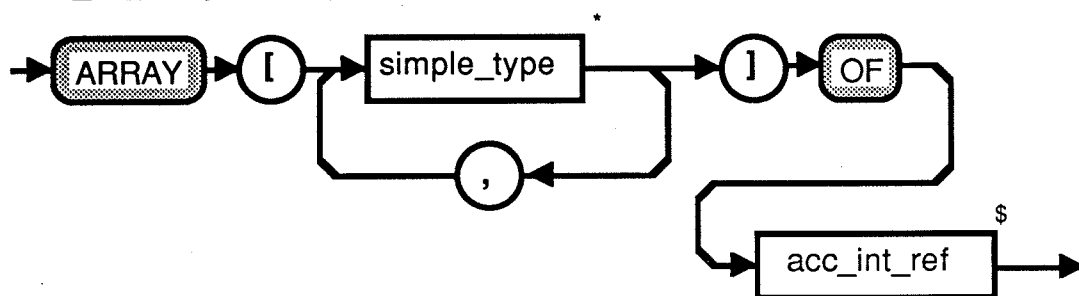 *
ARRAY [ simple_type ] OF
,
$
acc_int_ref